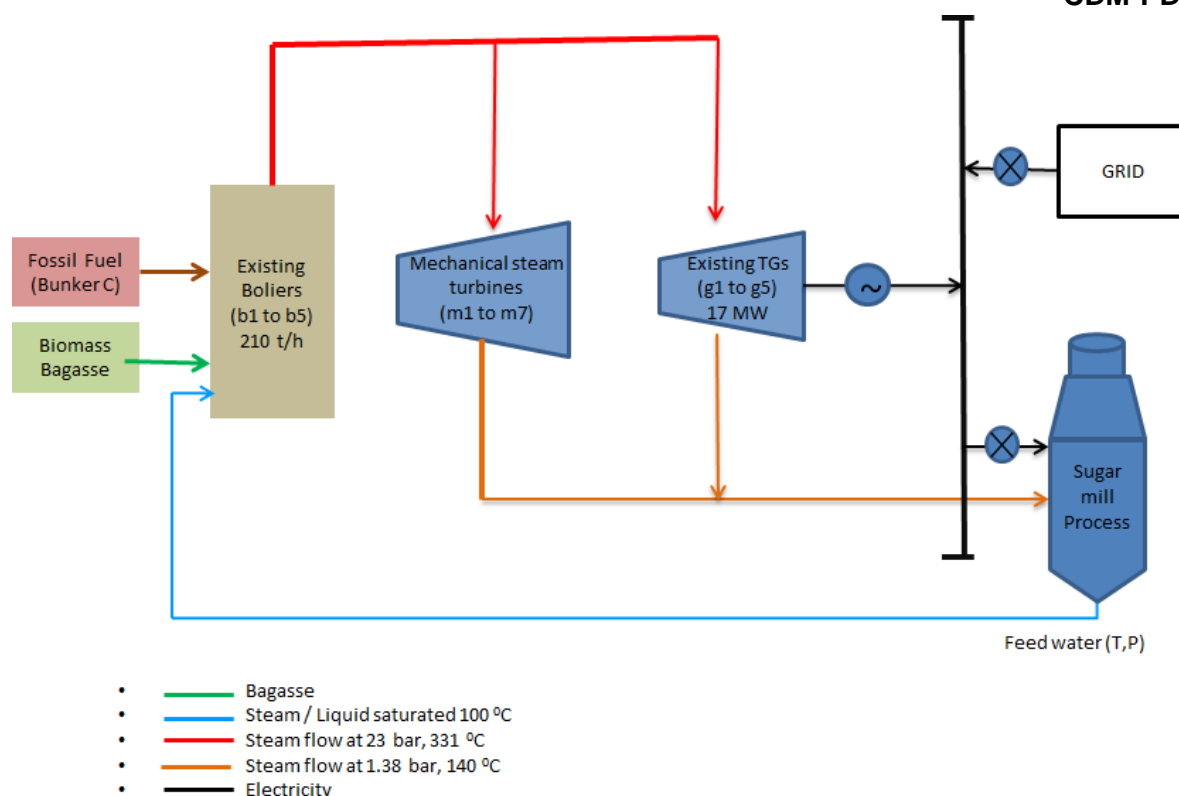 GRID
Fossil Fuel
(Bunker C)
Existing
Boliers
(b1 to b5)
210 t/h
Mechanical steam
turbines
(m1 to m7)
Existing TGs
(g1 to g5)
17 MW
~
Biomass
Bagasse
Sugar
mill
Process
Feed water (T,P)
• Bagasse
• Steam / Liquid saturated 100 ⁰C
• Steam flow at 23 bar, 331 ⁰C
• Steam flow at 1.38 bar, 140 ⁰C
• Electricity